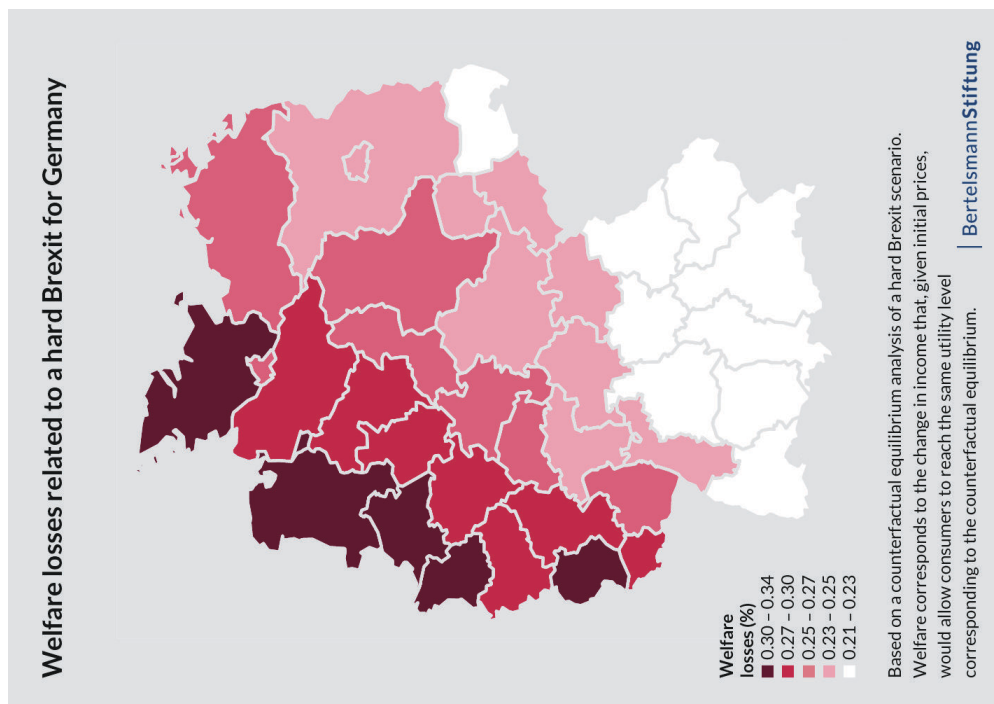 Welfare losses related to a hard Brexit for Germany
Welfare
losses (%)
0.30 – 0.34
0.27 – 0.30
0.25 – 0.27
0.23 – 0.25
0.21 – 0.23
Based on a counterfactual equilibrium analysis of a hard Brexit scenario.
Welfare corresponds to the change in income that, given initial prices,
would allow consumers to reach the same utility level
corresponding to the counterfactual equilibrium.
BertelsmannStiftung